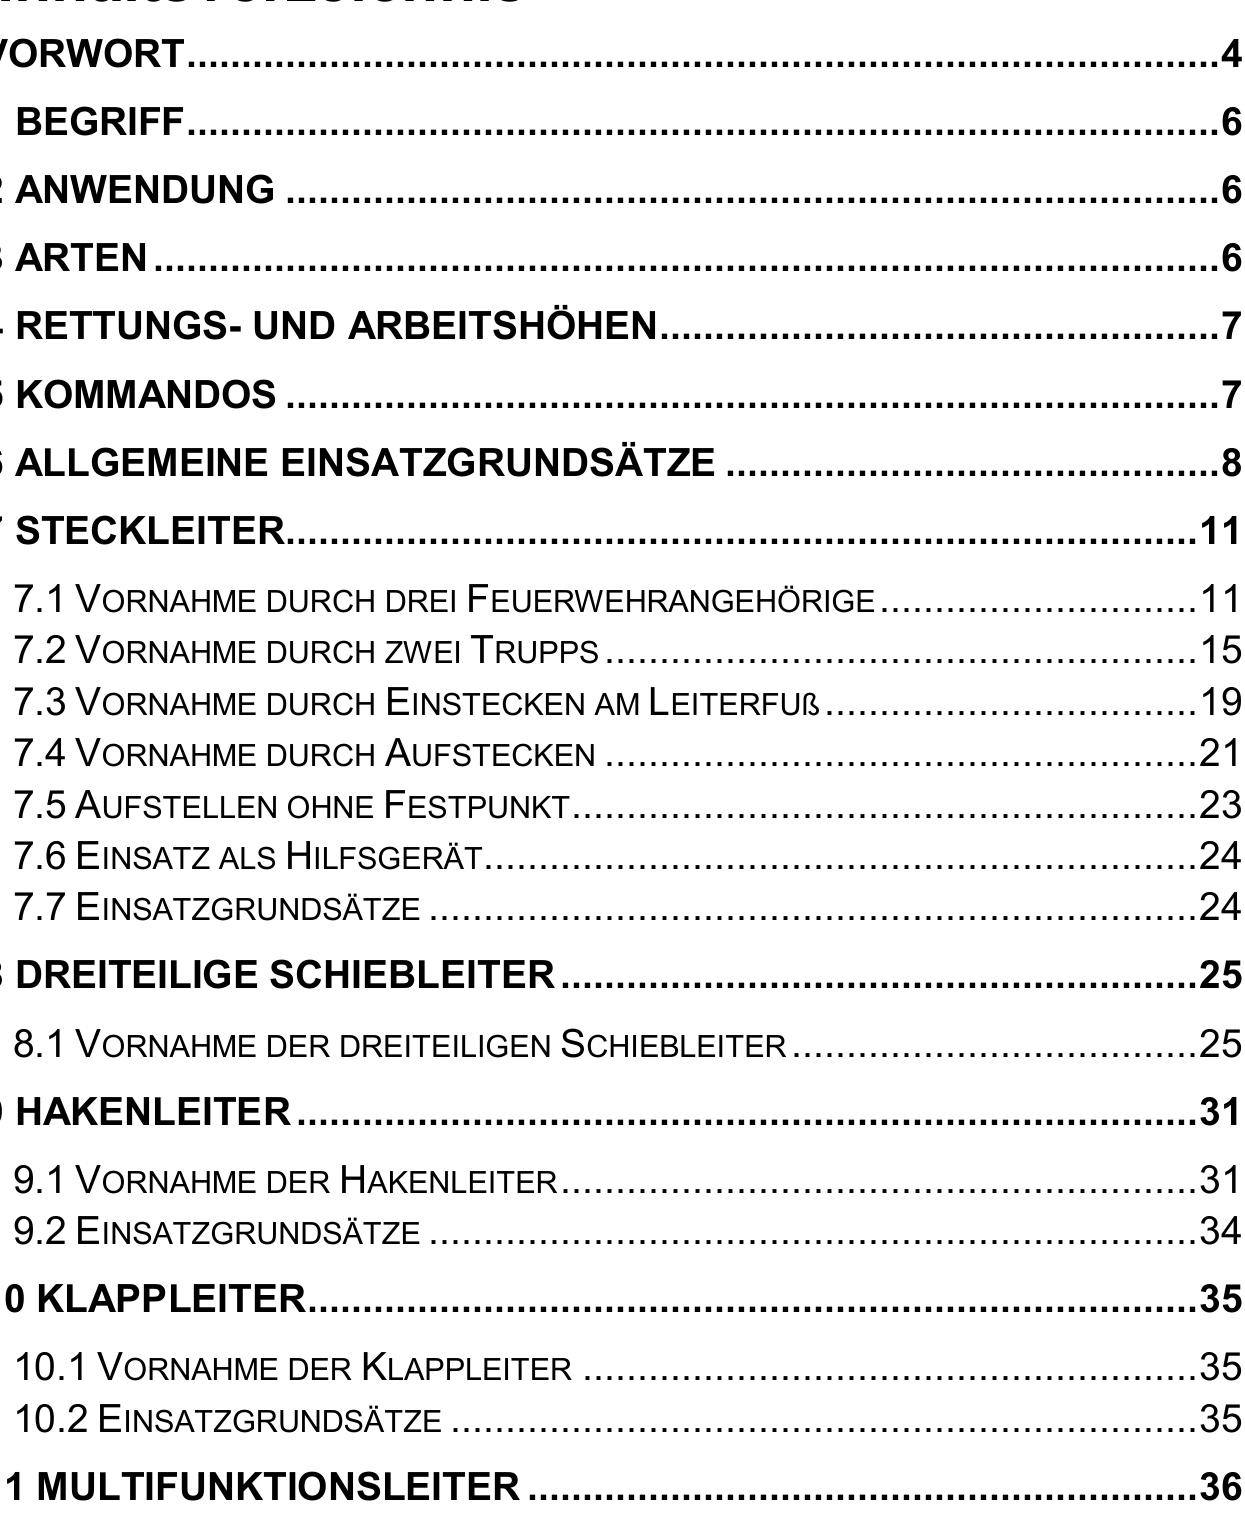 VORWORT....................4
BEGRIFF....................6
2 ANWENDUNG ....................6
3 ARTEN ....................6
4 RETTUNGS- UND ARBEITSHÖHEN....................7
5 KOMMANDOS ....................7
6 ALLGEMEINE EINSATZGRUNDSÄTZE ....................8
7 STECKLEITER....................11
7.1 VORNAHME DURCH DREI FEUERWEHRANGEHÖRIGE....................11
7.2 VORNAHME DURCH ZWEI TRUPPS ....................15
7.3 VORNAHME DURCH EINSTECKEN AM LEITERFUß ....................19
7.4 VORNAHME DURCH AUFSTECKEN ....................21
7.5 AUFSTELLEN OHNE FESTPUNKT....................23
7.6 EINSATZ ALS HILFSGERÄT....................24
7.7 EINSATZGRUNDSÄTZE ....................24
8 DREITEILIGE SCHIEBLEITER ....................25
8.1 VORNAHME DER DREITEILIGEN SCHIEBLEITER ....................25
9 HAKENLEITER ....................31
9.1 VORNAHME DER HAKENLEITER....................31
9.2 EINSATZGRUNDSÄTZE ....................34
0 KLAPPLEITER....................35
10.1 VORNAHME DER KLAPPLEITER ....................35
10.2 EINSATZGRUNDSÄTZE ....................35
1 MULTIFUNKTIONSLEITER ....................36